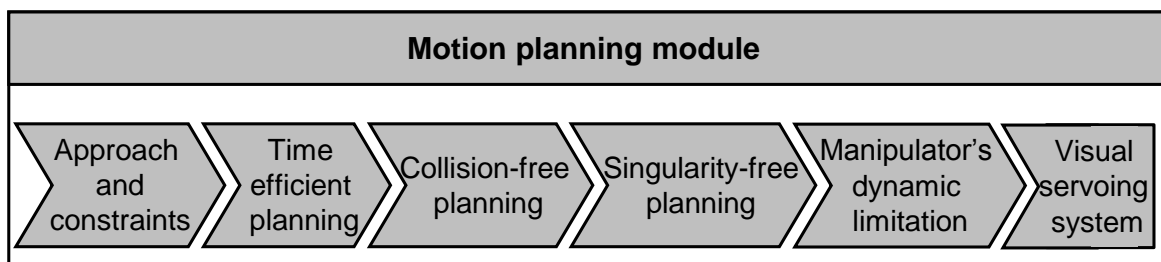 Motion planning module
Approach
and
constraints
Time
efficient
planning
Collision-free
planning
Singularity-free
planning
Manipulator's
dynamic
limitation
Visual
servoing
system